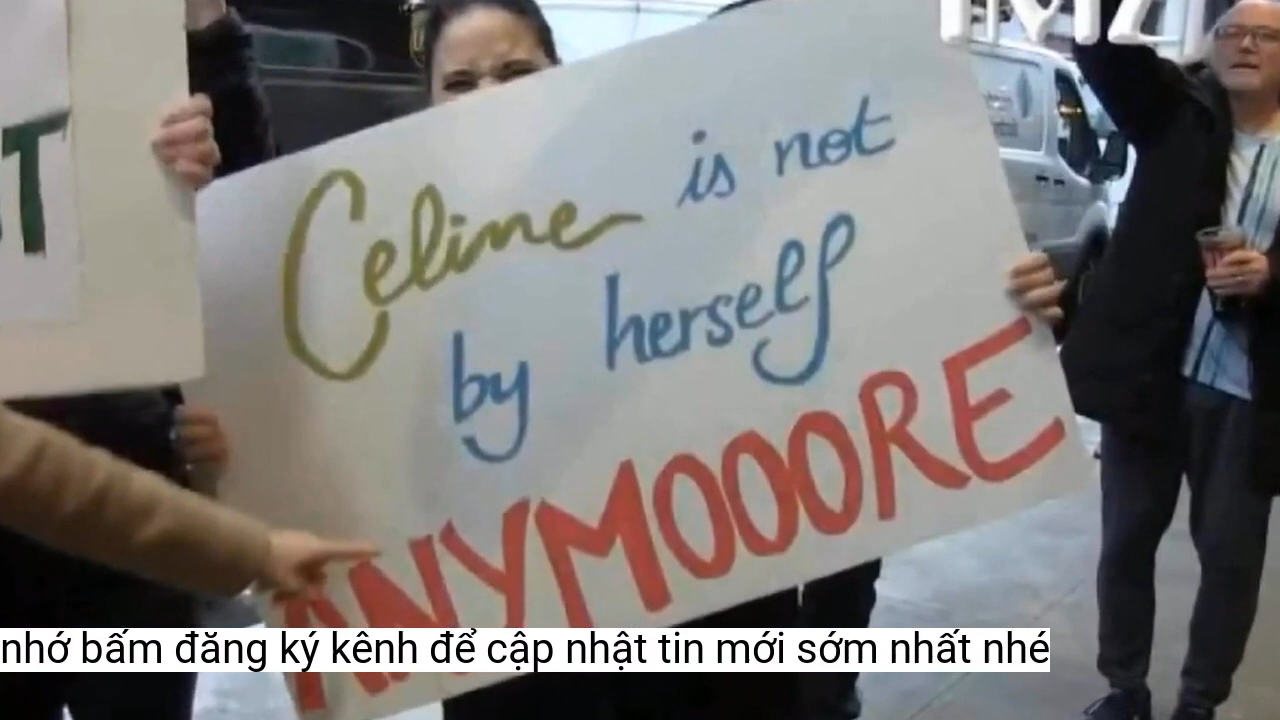 TMZ
T
Celine is not
by herself
ANYMOOORE
nhớ bấm đăng ký kênh để cập nhật tin mới sớm nhất nhé